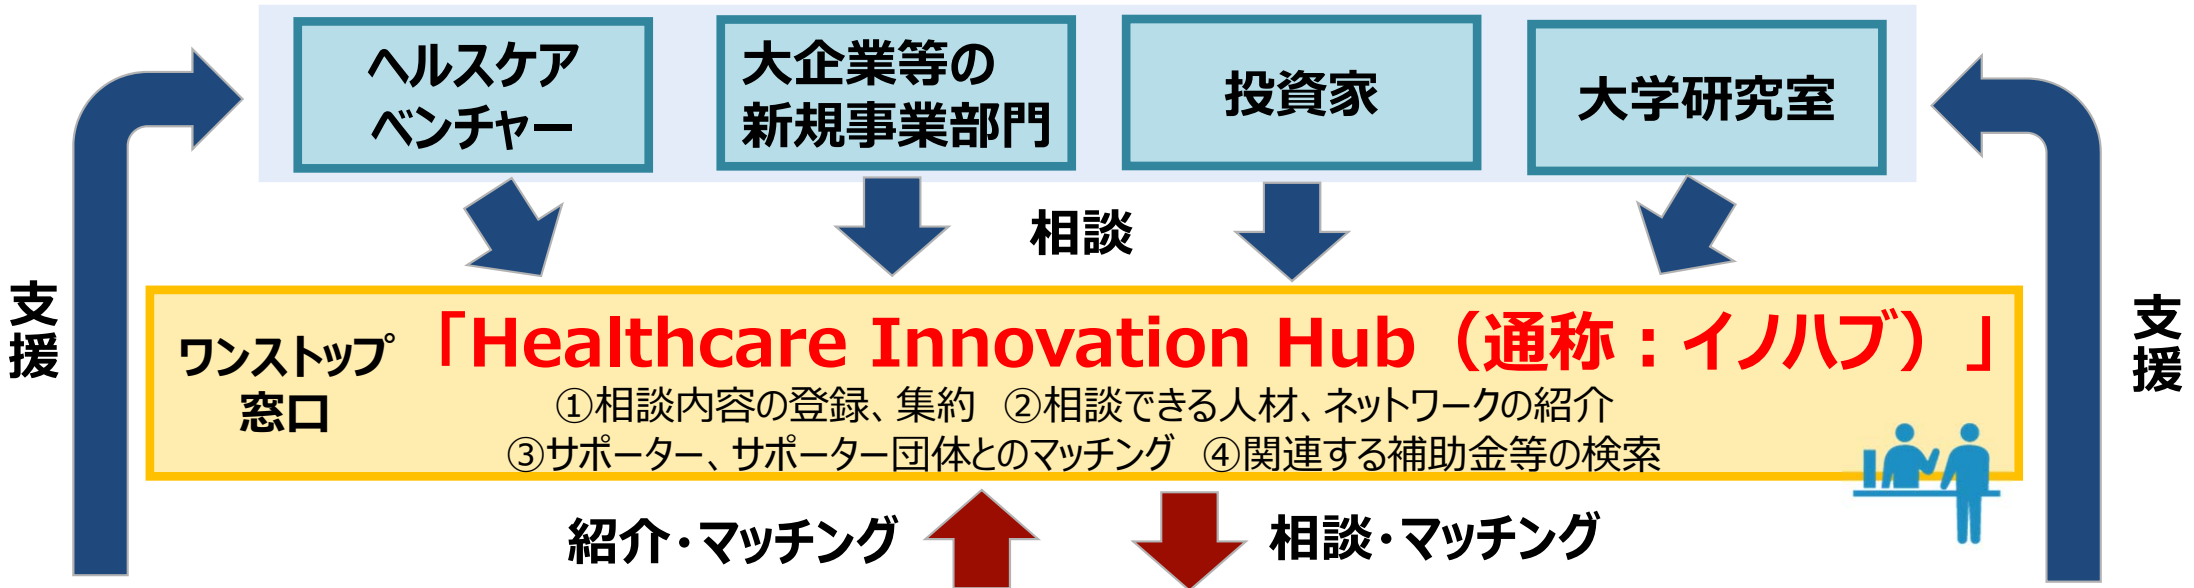 ヘルスケア
ベンチャー
大企業等の
新規事業部門
投資家
大学研究室
相談
支援
支援
ワンストップ
窓口
「Healthcare Innovation Hub（通称：イノハブ）」
①相談内容の登録、集約 ②相談できる人材、ネットワークの紹介
③サポーター、サポーター団体とのマッチング ④関連する補助金等の検索
紹介・マッチング
相談・マッチング